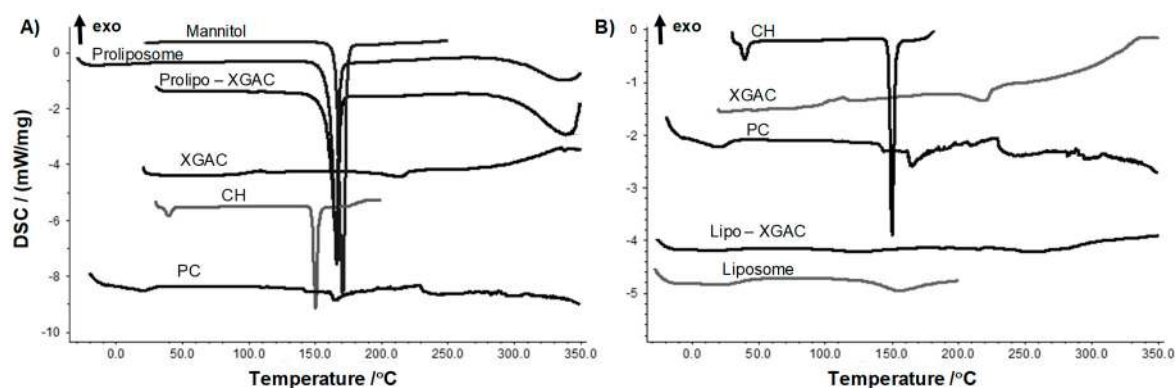 A)
exo
Mannitol
Proliposome
Prolipo – XGAC
XGAC
CH
PC
DSC / (mW/mg)
0
-2
-4
-6
-8
-10
0.0 50.0 100.0 150.0 200.0 250.0 300.0 350.0
Temperature /°C
B)
exo
CH
XGAC
PC
Lipo – XGAC
Liposome
0
-1
-2
-3
-4
-5
0.0 50.0 100.0 150.0 200.0 250.0 300.0 350.0
Temperature /°C